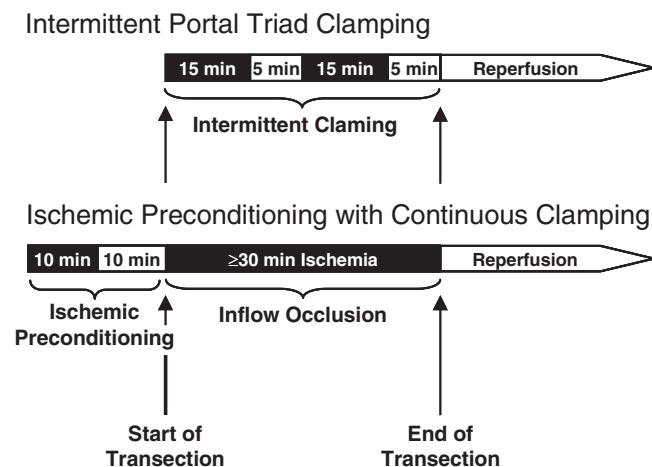 Intermittent Portal Triad Clamping
15 min 5 min 15 min 5 min Reperfusion
Intermittent Claming
Ischemic Preconditioning with Continuous Clamping
10 min 10 min ≥30 min Ischemia Reperfusion
Ischemic
Preconditioning
Inflow Occlusion
Start of
Transection
End of
Transection